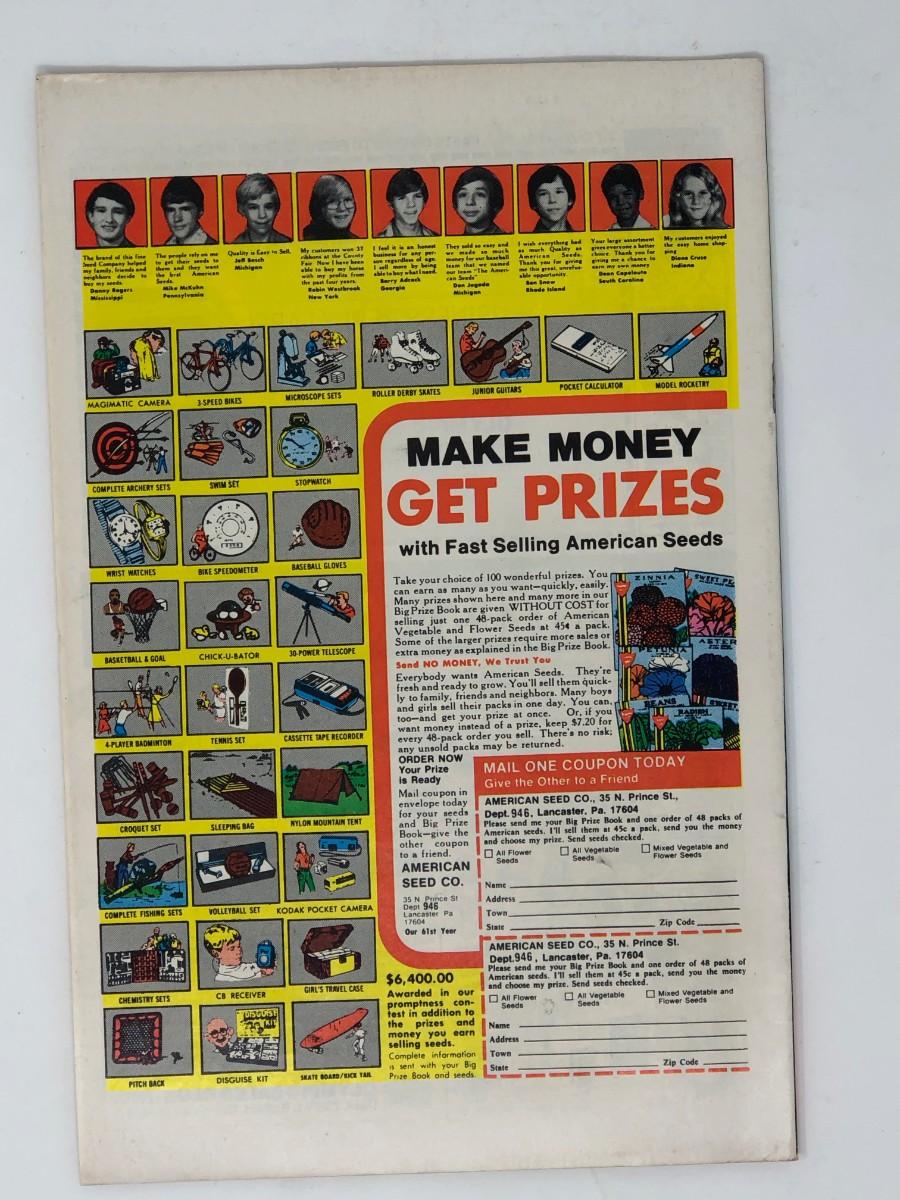 The brand of this fine
Seed Company helped
my family, friends and
neighbors decide to
buy my seeds.
Danny Rogers
Mississippi
The people rely on me
to get their seeds to
them and they want
the best American
Seeds.
Mike McKuhn
Pennsylvania
Quality is Easy to Sell.
Jeff Besch
Michigan
My customers won 37
ribbons at the County
Fair. Now I have been
able to buy my horse
with my profits from
the past four years.
Robin Westbrook
New York
I feel it is an honest
business for any per-
son regardless of age.
I sell more by being
able to buy what I need.
Barry Adcock
Georgia
They sold so easy and
we made so much
money for our baseball
team that we named
our team "The Ameri-
can Seeds"
Dan Jagoda
Michigan
I wish everything had
as much Quality as
American Seeds.
Thank you for giving
me this great, unrefus-
able opportunity.
Ben Snow
Rhode Island
Your large assortment
gives everyone a better
choice. Thank you for
giving me a chance to
earn my own money
Dean Capetouto
South Carolina
My customers enjoyed
the easy home shop-
ping.
Diana Cruse
Indiana
MAGIMATIC CAMERA
3-SPEED BIKES
MICROSCOPE SETS
ROLLER DERBY SKATES
JUNIOR GUITARS
POCKET CALCULATOR
MODEL ROCKETRY
COMPLETE ARCHERY SETS
SWIM SET
STOPWATCH
WRIST WATCHES
BIKE SPEEDOMETER
BASEBALL GLOVES
BASKETBALL & GOAL
CHICK-U-BATOR
30-POWER TELESCOPE
4-PLAYER BADMINTON
TENNIS SET
CASSETTE TAPE RECORDER
CROQUET SET
SLEEPING BAG
NYLON MOUNTAIN TENT
COMPLETE FISHING SETS
VOLLEYBALL SET
KODAK POCKET CAMERA
CHEMISTRY SETS
CB RECEIVER
GIRL'S TRAVEL CASE
PITCH BACK
DISGUISE KIT
DISGUISE KIT
SKATE BOARD/KICK TAIL
MAKE MONEY
GET PRIZES
with Fast Selling American Seeds
Take your choice of 100 wonderful prizes. You
can earn as many as you want—quickly, easily.
Many prizes shown here and many more in our
Big Prize Book are given WITHOUT COST for
selling just one 48-pack order of American
Vegetable and Flower Seeds at 45¢ a pack.
Some of the larger prizes require more sales or
extra money as explained in the Big Prize Book.
Send NO MONEY, We Trust You
Everybody wants American Seeds. They're
fresh and ready to grow. You'll sell them quick-
ly to family, friends and neighbors. Many boys
and girls sell their packs in one day. You can,
too—and get your prize at once. Or, if you
want money instead of a prize, keep $7.20 for
every 48-pack order you sell. There's no risk;
any unsold packs may be returned.
ZINNIA
SWEET PE
ASTER
PETUNIA
BEANS
RADISH
SWEET
ORDER NOW
Your Prize
is Ready
Mail coupon in
envelope today
for your seeds
and Big Prize
Book—give the
other coupon
to a friend.
AMERICAN
SEED CO.
35 N. Prince St
Dept 946
Lancaster Pa
17604
Our 61st Year
MAIL ONE COUPON TODAY
Give the Other to a Friend
AMERICAN SEED CO., 35 N. Prince St.,
Dept. 946, Lancaster, Pa. 17604
Please send me your Big Prize Book and one order of 48 packs of
American seeds. I'll sell them at 45c a pack, send you the money
and choose my prize. Send seeds checked.
All Flower
Seeds
All Vegetable
Seeds
Mixed Vegetable and
Flower Seeds
Name
Address
Town
State Zip Code
AMERICAN SEED CO., 35 N. Prince St.
Dept. 946, Lancaster, Pa. 17604
Please send me your Big Prize Book and one order of 48 packs of
American seeds. I'll sell them at 45c a pack, send you the money
and choose my prize. Send seeds checked.
All Flower
Seeds
All Vegetable
Seeds
Mixed Vegetable and
Flower Seeds
Name
Address
Town
State Zip Code
$6,400.00
Awarded in our
promptness con-
test in addition to
the prizes and
money you earn
selling seeds.
Complete information
is sent with your Big
Prize Book and seeds.